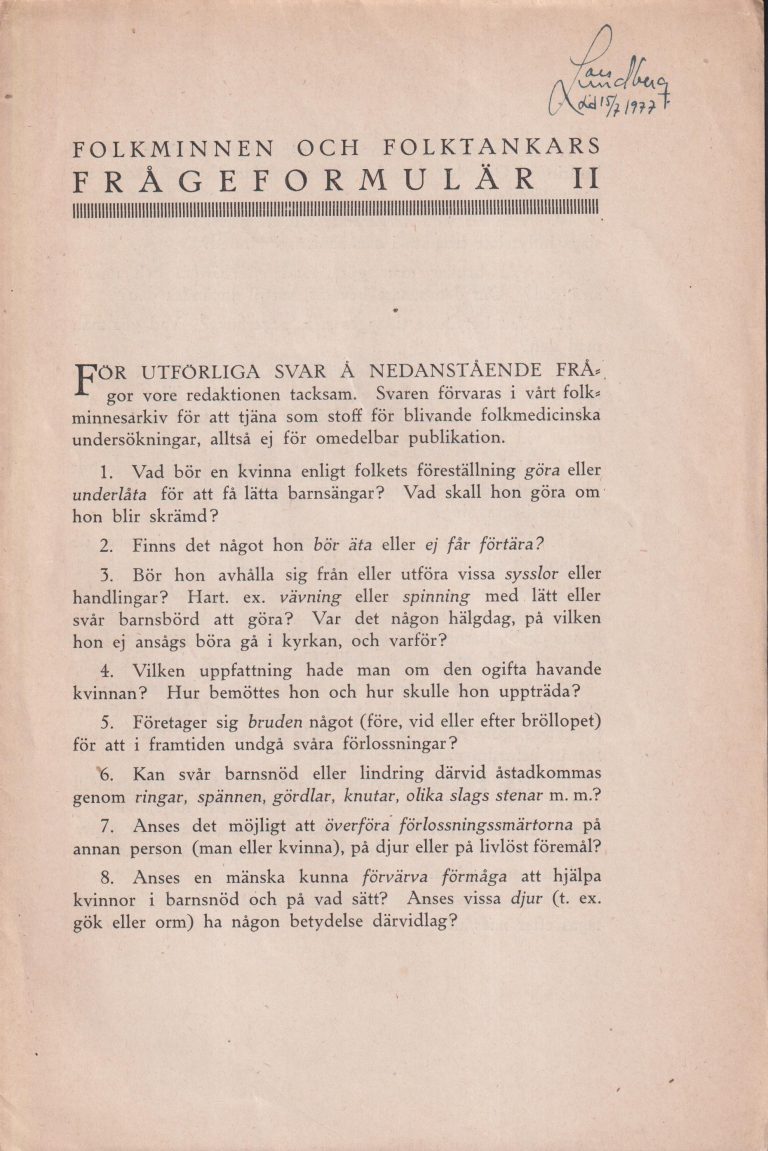 Lars
Lundberg
15/7 1977
FOLKMINNEN OCH FOLKTANKARS
FRÅGEFORMULÄR II
FÖR UTFÖRLIGA SVAR Å NEDANSTÅENDE FRÅ-
gor vore redaktionen tacksam. Svaren förvaras i vårt folk-
minnesarkiv för att tjäna som stoff för blivande folkmedicinska
undersökningar, alltså ej för omedelbar publikation.
1. Vad bör en kvinna enligt folkets föreställning göra eller
underlåta för att få lätta barnsängar? Vad skall hon göra om
hon blir skrämd?
2. Finns det något hon bör äta eller ej får förtära?
3. Bör hon avhålla sig från eller utföra vissa sysslor eller
handlingar? Har t. ex. vävning eller spinning med lätt eller
svår barnsbörd att göra? Var det någon hälgdag, på vilken
hon ej ansågs böra gå i kyrkan, och varför?
4. Vilken uppfattning hade man om den ogifta havande
kvinnan? Hur bemöttes hon och hur skulle hon uppträda?
5. Företager sig bruden något (före, vid eller efter bröllopet)
för att i framtiden undgå svåra förlossningar?
6. Kan svår barnsnöd eller lindring därvid åstadkommas
genom ringar, spännen, gördlar, knutar, olika slags stenar m. m.?
7. Anses det möjligt att överföra förlossningssmärtorna på
annan person (man eller kvinna), på djur eller på livlöst föremål?
8. Anses en mänska kunna förvärva förmåga att hjälpa
kvinnor i barnsnöd och på vad sätt? Anses vissa djur (t. ex.
gök eller orm) ha någon betydelse därvidlag?